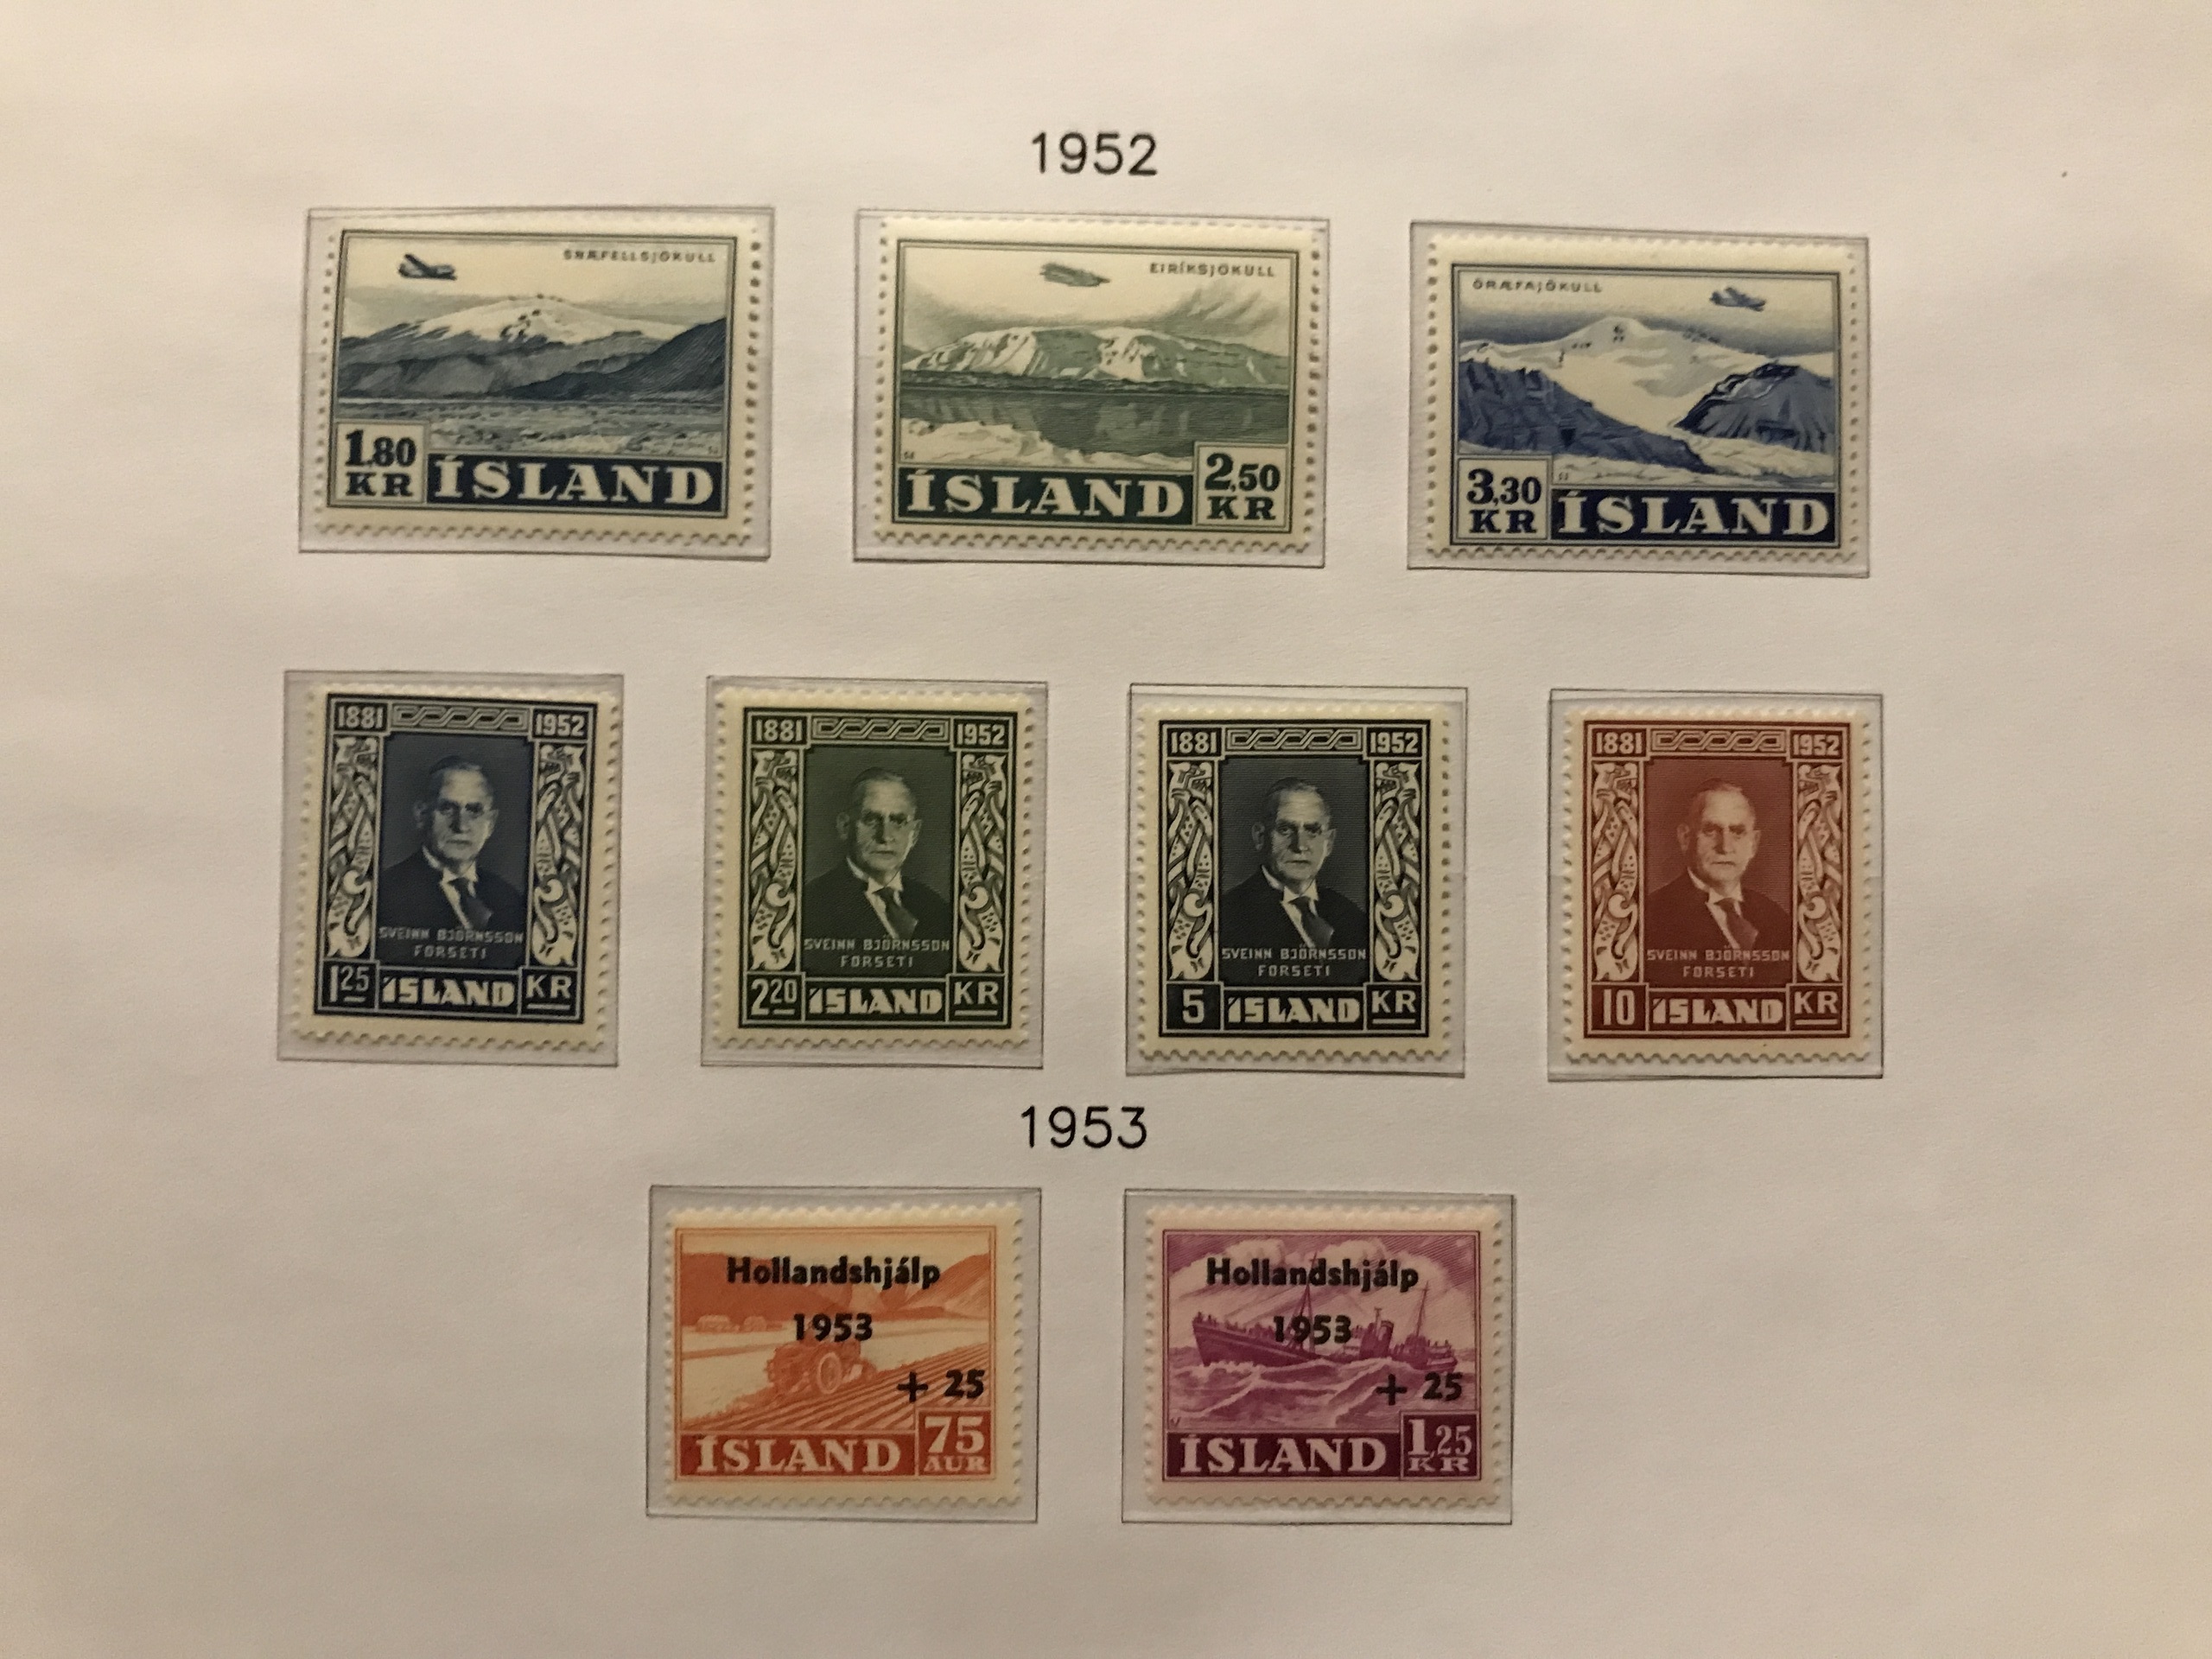 1952
SNÆFELLSJÖKULL
1,80
KR ÍSLAND
EIRÍKSJÖKULL
ÍSLAND 2,50
KR
ÖRÆFAJÖKULL
3,30
KR ÍSLAND
1881 1952
SVEINN BJÖRNSSON
FORSETI
1 25 ÍSLAND KR
1881 1952
SVEINN BJÖRNSSON
FORSETI
2 20 ÍSLAND KR
1881 1952
SVEINN BJÖRNSSON
FORSETI
5 ÍSLAND KR
1881 1952
SVEINN BJÖRNSSON
FORSETI
10 ÍSLAND KR
1953
Hollandshjálp
1953
+ 25
ÍSLAND 75
AUR
Hollandshjálp
1953
+ 25
ÍSLAND 1,25
KR